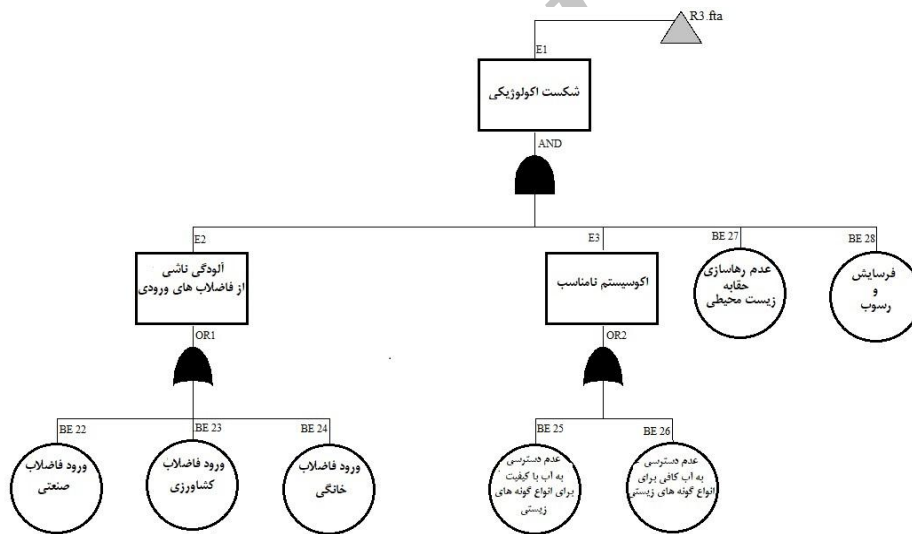 R3.fta
E1
شکست اکولوژیکی
AND
E2
آلودگی ناشی
از فاضلاب های ورودی
OR1
E3
اکوسیستم نامناسب
OR2
BE 27
عدم رهاسازی
حقابه
زیست محیطی
BE 28
فرسایش
و
رسوب
BE 22
ورود فاضلاب
صنعتی
BE 23
ورود فاضلاب
کشاورزی
BE 24
ورود فاضلاب
خانگی
BE 25
عدم دسترسی
به آب با کیفیت
برای انواع گونه های
زیستی
BE 26
عدم دسترسی
به آب کافی برای
انواع گونه های زیستی